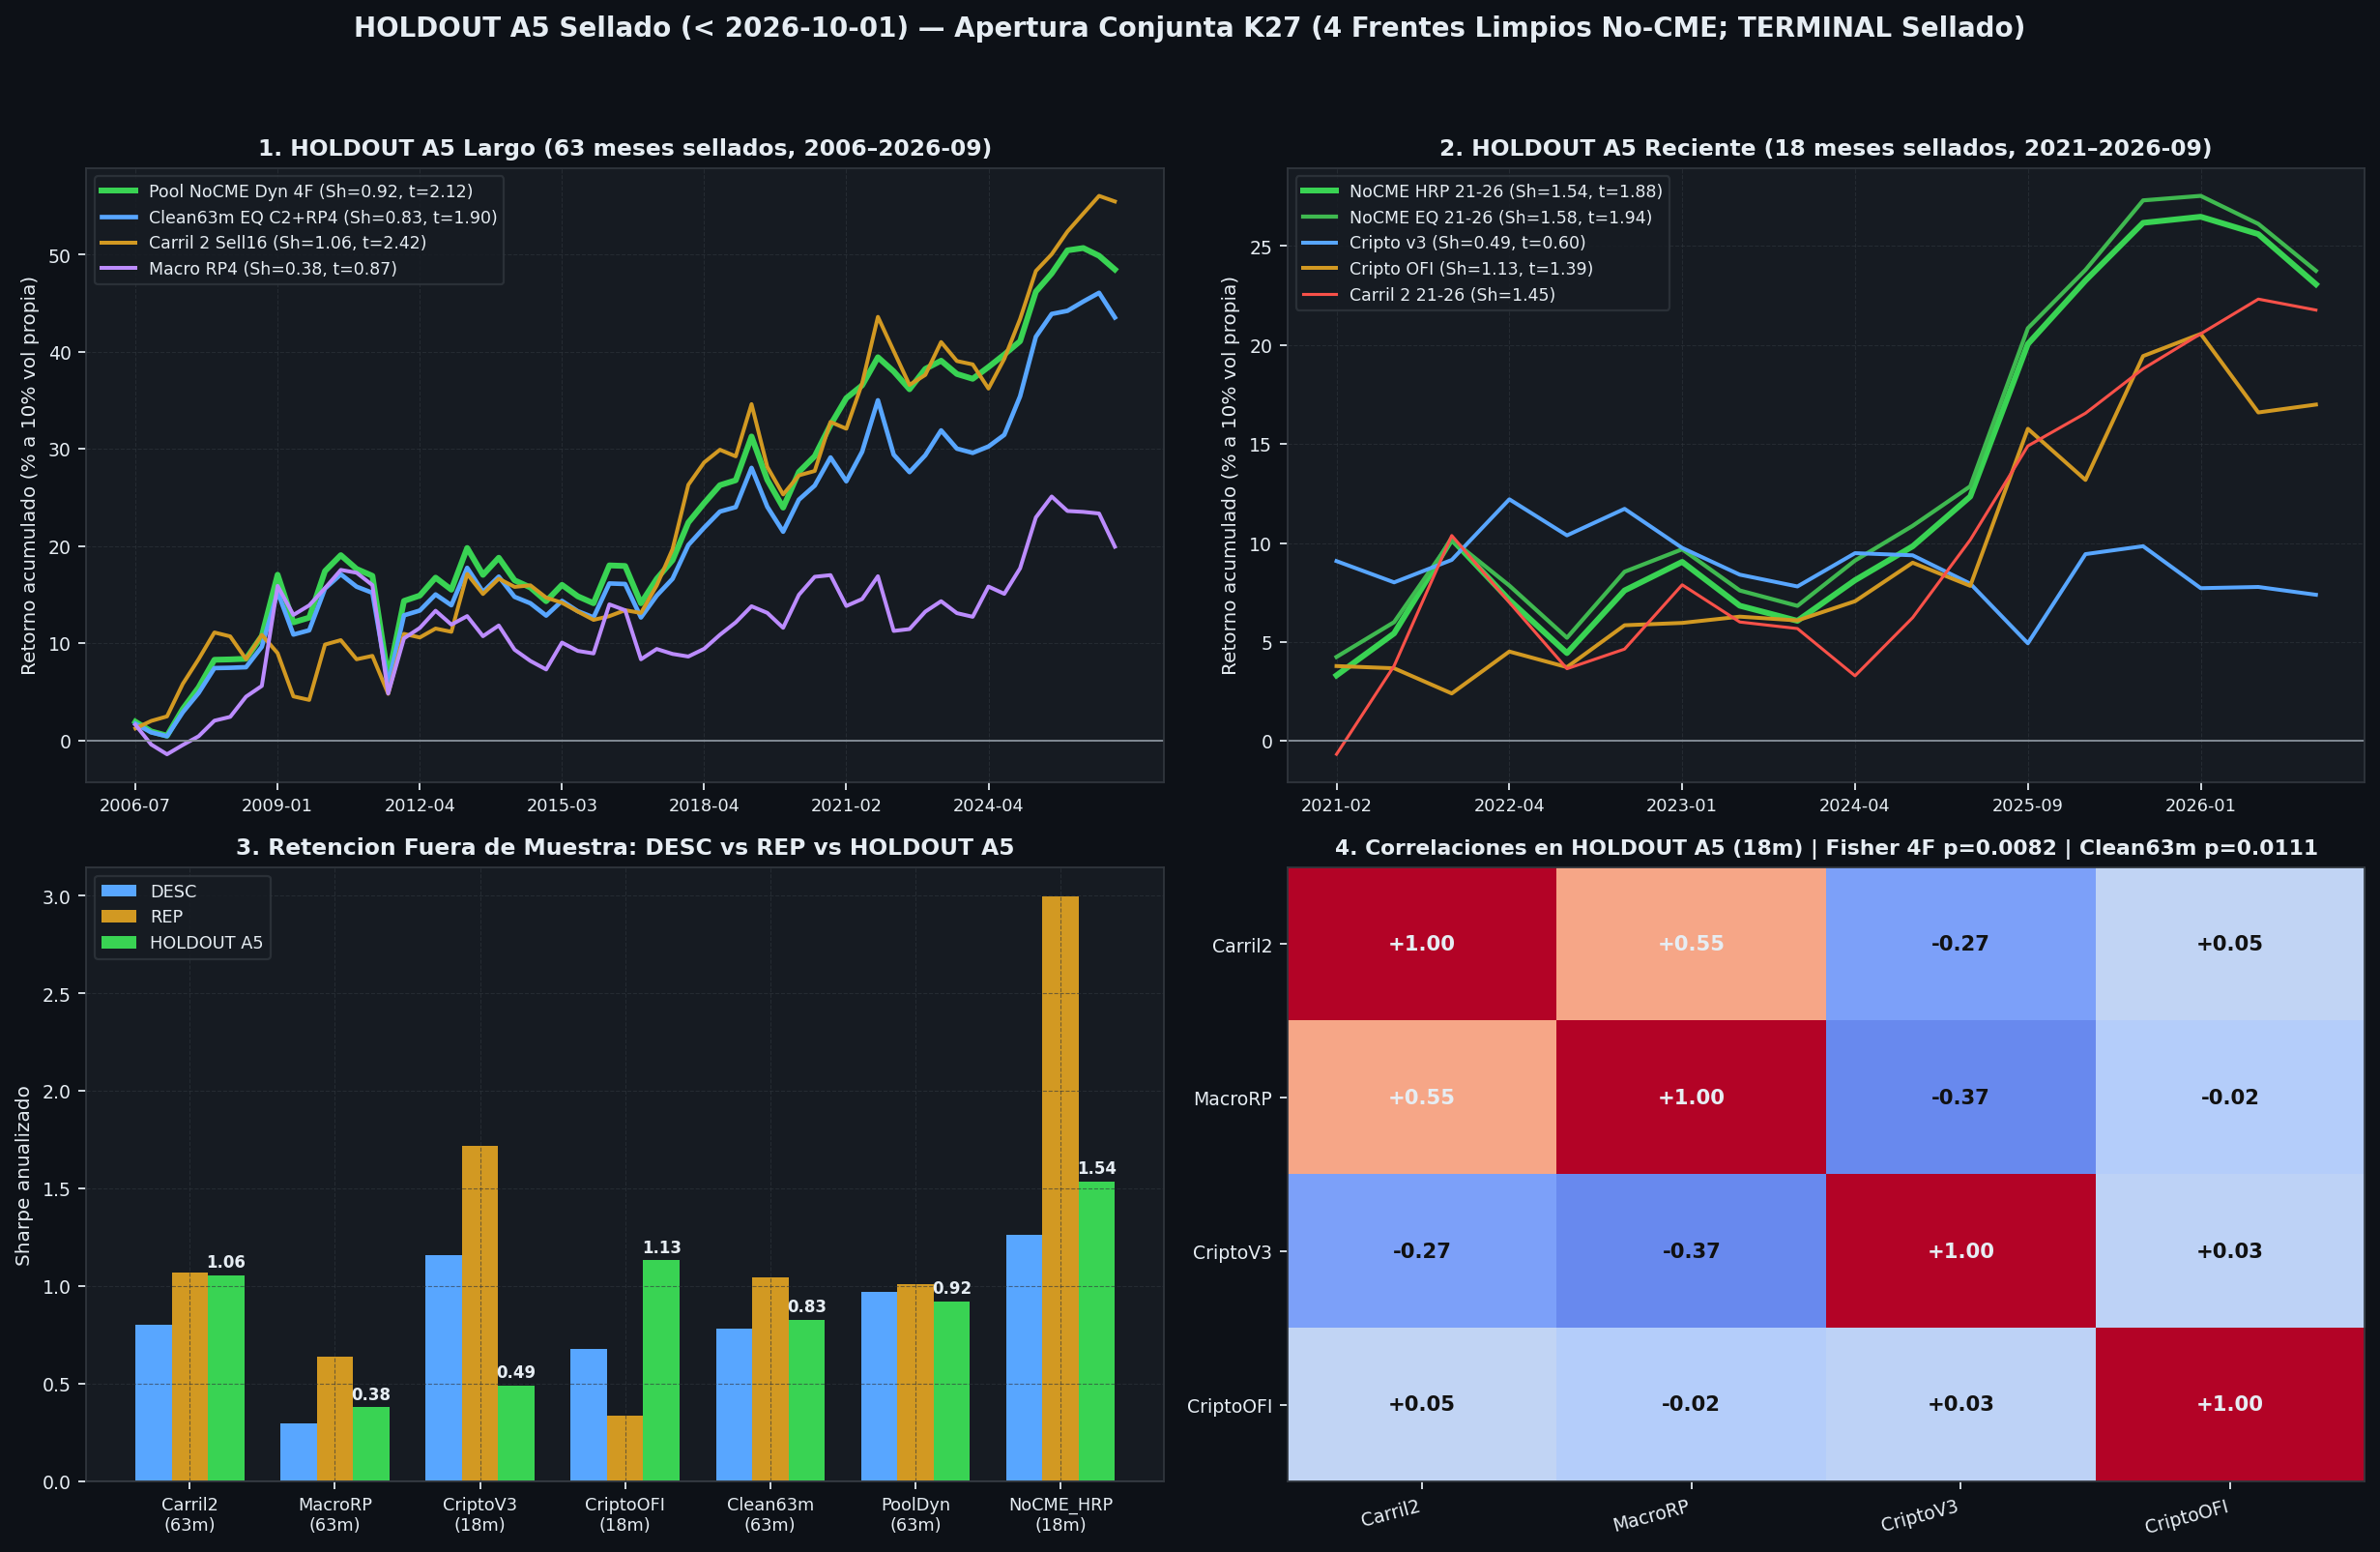 HOLDOUT A5 Sellado (< 2026-10-01) — Apertura Conjunta K27 (4 Frentes Limpios No-CME; TERMINAL Sellado)
1. HOLDOUT A5 Largo (63 meses sellados, 2006–2026-09)
Pool NoCME Dyn 4F (Sh=0.92, t=2.12)
Clean63m EQ C2+RP4 (Sh=0.83, t=1.90)
Carril 2 Sell16 (Sh=1.06, t=2.42)
Macro RP4 (Sh=0.38, t=0.87)
Retorno acumulado (% a 10% vol propia)
50
40
30
20
10
0
2006-07
2009-01
2012-04
2015-03
2018-04
2021-02
2024-04
2. HOLDOUT A5 Reciente (18 meses sellados, 2021–2026-09)
NoCME HRP 21-26 (Sh=1.54, t=1.88)
NoCME EQ 21-26 (Sh=1.58, t=1.94)
Cripto v3 (Sh=0.49, t=0.60)
Cripto OFI (Sh=1.13, t=1.39)
Carril 2 21-26 (Sh=1.45)
Retorno acumulado (% a 10% vol propia)
25
20
15
10
5
0
2021-02
2022-04
2023-01
2024-04
2025-09
2026-01
3. Retencion Fuera de Muestra: DESC vs REP vs HOLDOUT A5
DESC
REP
HOLDOUT A5
Sharpe anualizado
3.0
2.5
2.0
1.5
1.0
0.5
0.0
1.06
0.38
0.49
1.13
0.83
0.92
1.54
Carril2
(63m)
MacroRP
(63m)
CriptoV3
(18m)
CriptoOFI
(18m)
Clean63m
(63m)
PoolDyn
(63m)
NoCME_HRP
(18m)
4. Correlaciones en HOLDOUT A5 (18m) | Fisher 4F p=0.0082 | Clean63m p=0.0111
Carril2
+1.00
+0.55
-0.27
+0.05
MacroRP
+0.55
+1.00
-0.37
-0.02
CriptoV3
-0.27
-0.37
+1.00
+0.03
CriptoOFI
+0.05
-0.02
+0.03
+1.00
Carril2
MacroRP
CriptoV3
CriptoOFI